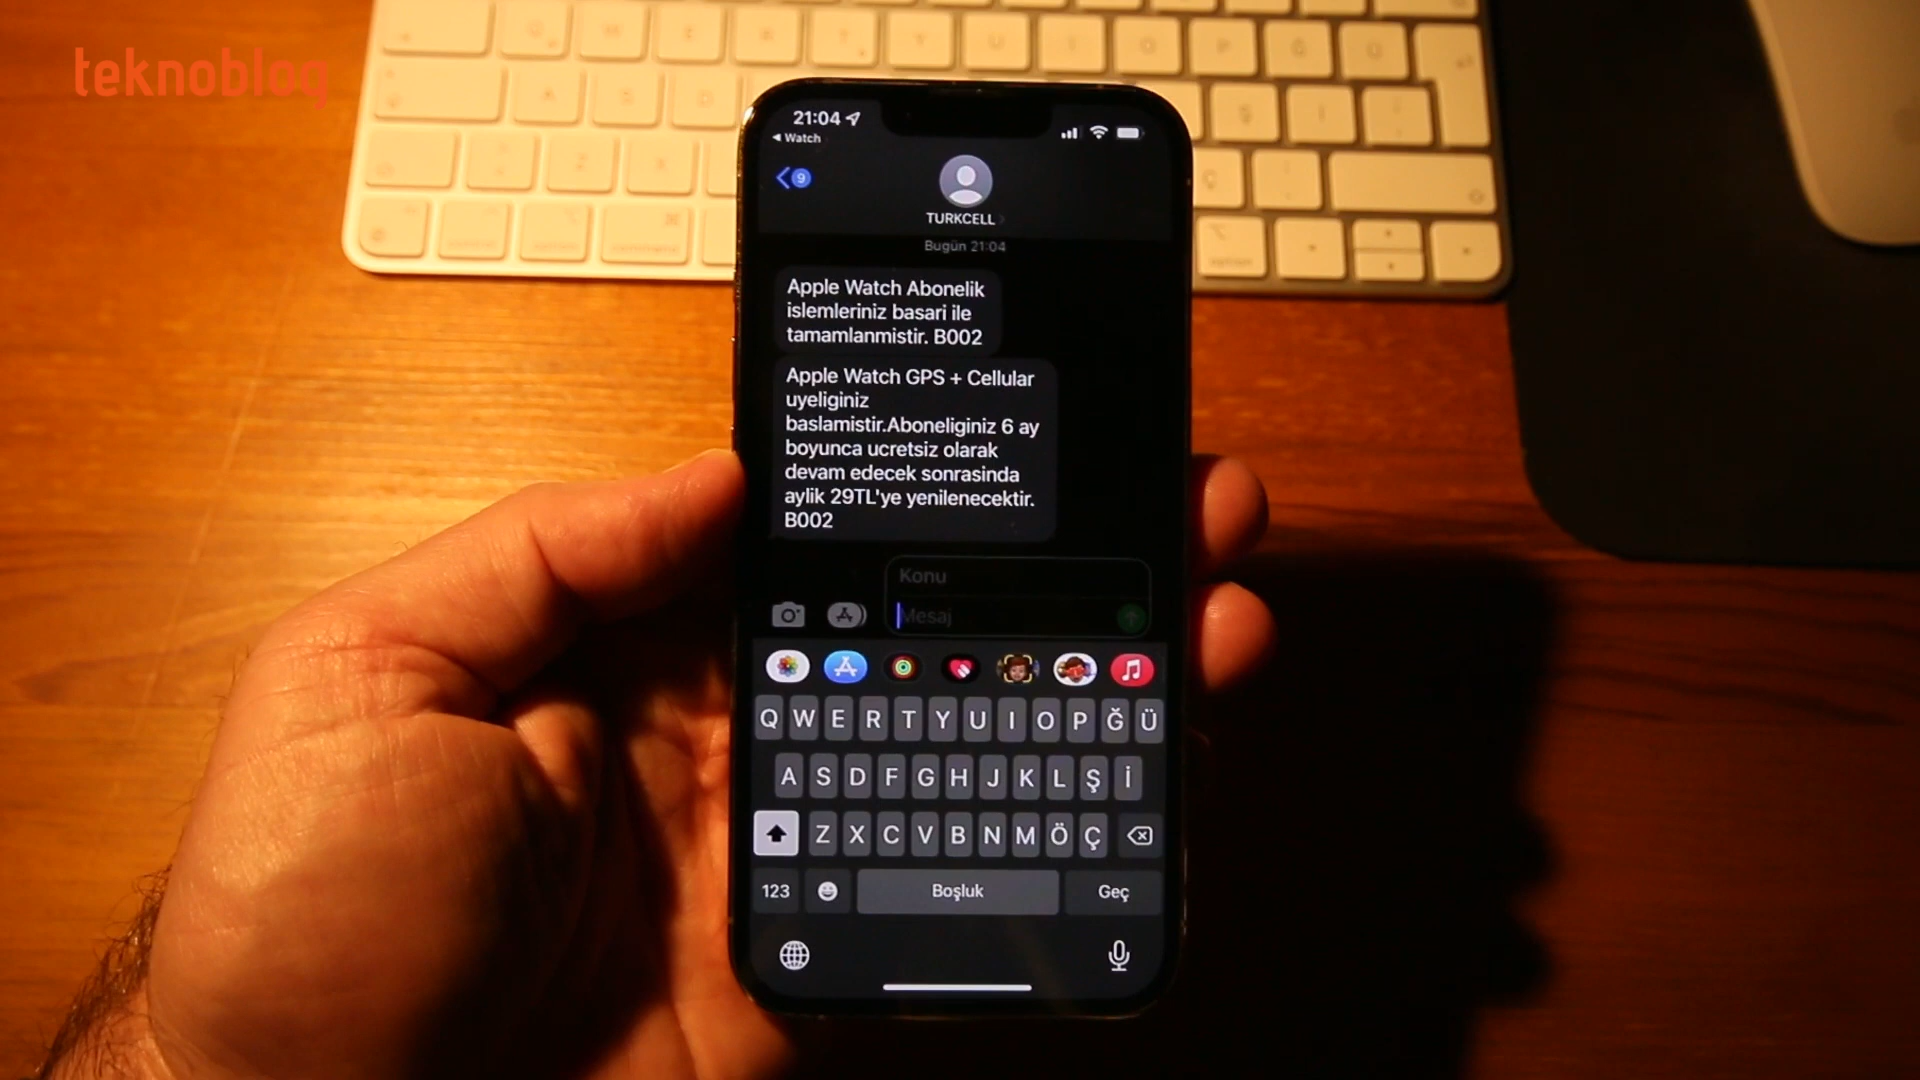 teknoblog
21:04
Watch
9
TURKCELL
Bugün 21:04
Apple Watch Abonelik
islemleriniz basari ile
tamamlanmistir. B002
Apple Watch GPS + Cellular
uyeliginiz
baslamistir.Aboneliginiz 6 ay
boyunca ucretsiz olarak
devam edecek sonrasinda
aylik 29TL'ye yenilenecektir.
B002
Konu
Mesaj
Q W E R T Y U I O P Ğ Ü
A S D F G H J K L Ş İ
Z X C V B N M Ö Ç
123 Boşluk Geç